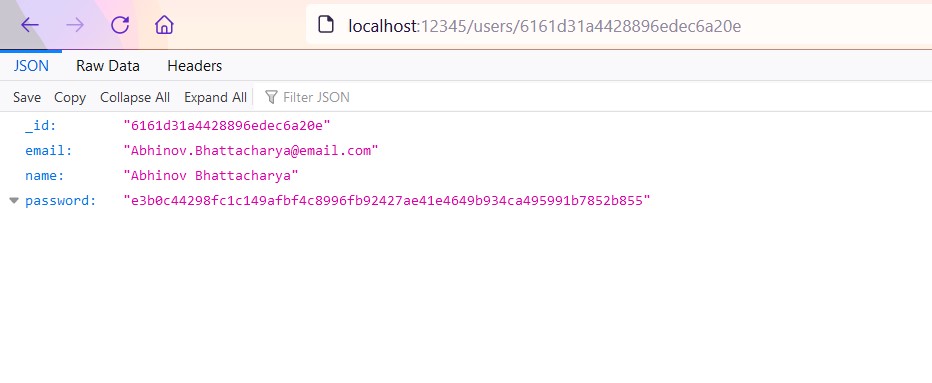 localhost:12345/users/6161d31a4428896edec6a20e
JSON Raw Data Headers
Save Copy Collapse All Expand All Filter JSON
_id: "6161d31a4428896edec6a20e"
email: "Abhinov.Bhattacharya@email.com"
name: "Abhinov Bhattacharya"
password: "e3b0c44298fc1c149afbf4c8996fb92427ae41e4649b934ca495991b7852b855"